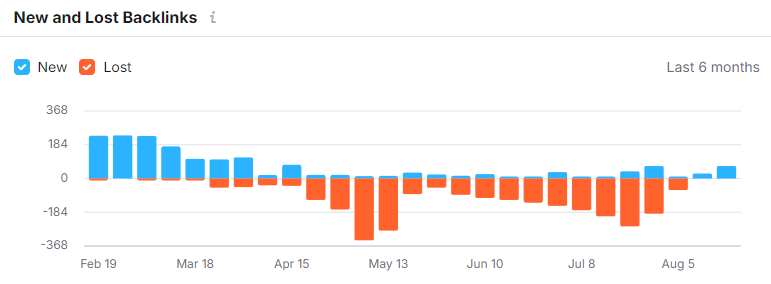 New and Lost Backlinks i
New Lost Last 6 months
368
184
0
-184
-368
Feb 19 Mar 18 Apr 15 May 13 Jun 10 Jul 8 Aug 5